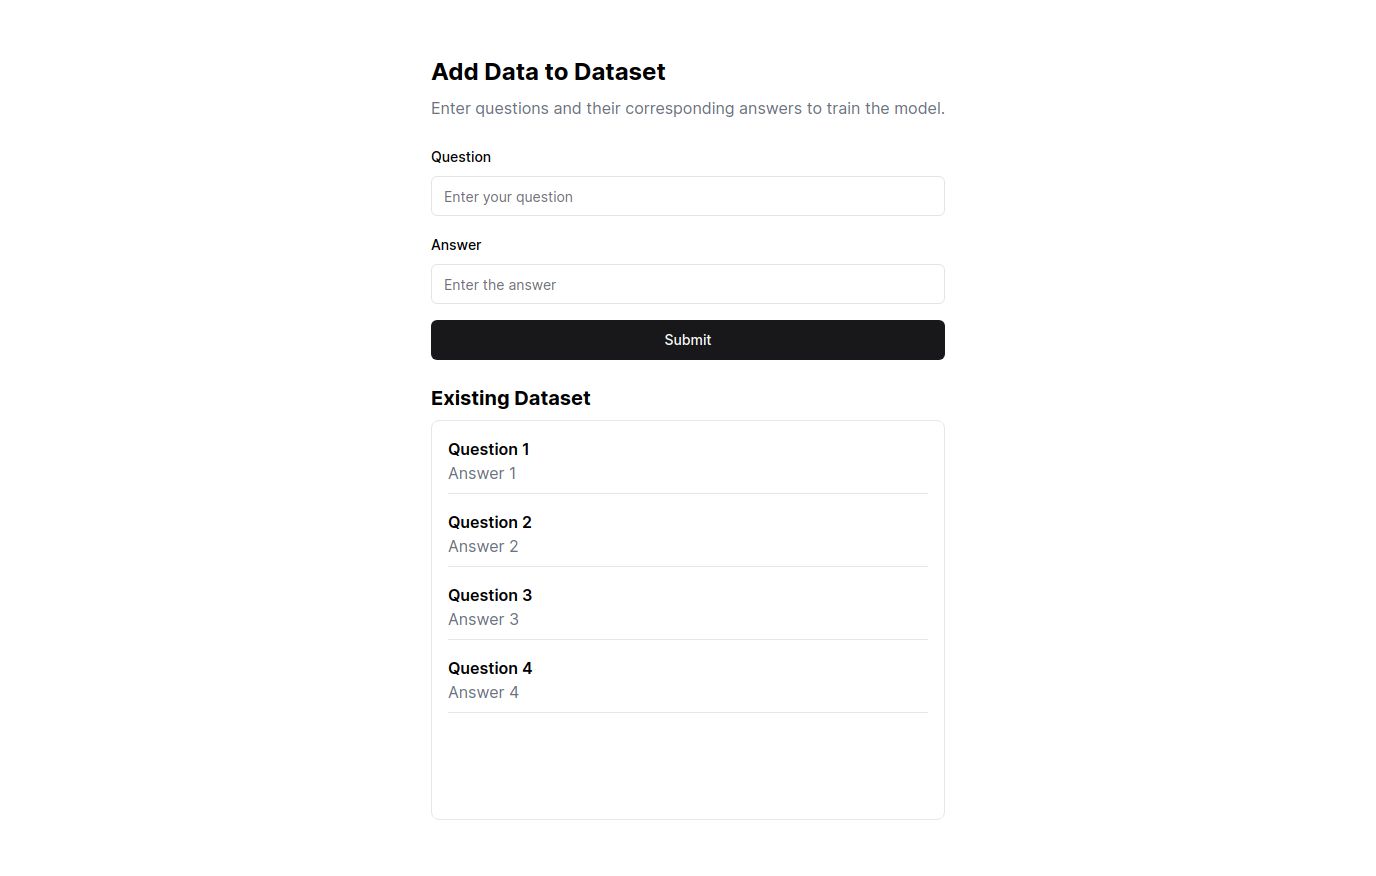 Add Data to Dataset
Enter questions and their corresponding answers to train the model.
Question
Enter your question
Answer
Enter the answer
Submit
Existing Dataset
Question 1
Answer 1
Question 2
Answer 2
Question 3
Answer 3
Question 4
Answer 4